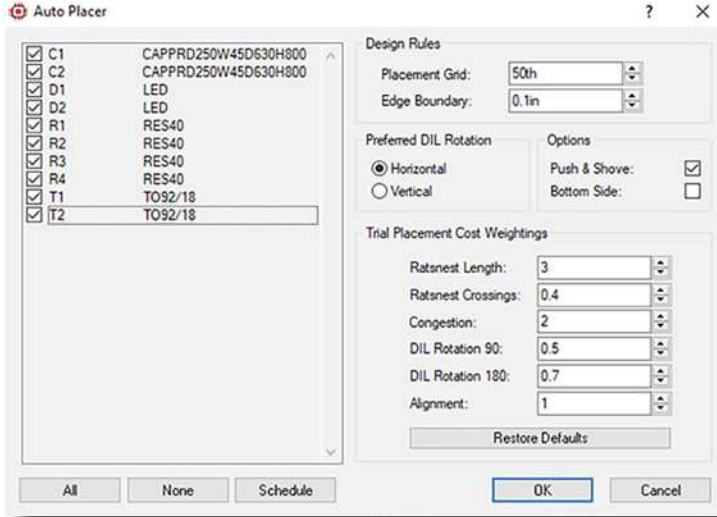 Auto Placer
?
C1 CAPPRD250W45D630H800
C2 CAPPRD250W45D630H800
D1 LED
D2 LED
R1 RES40
R2 RES40
R3 RES40
R4 RES40
T1 TO92/18
T2 TO92/18
All None Schedule
Design Rules
Placement Grid: 50th
Edge Boundary: 0.1in
Preferred DIL Rotation
Horizontal
Vertical
Options
Push & Shove:
Bottom Side:
Trial Placement Cost Weightings
Ratsnest Length: 3
Ratsnest Crossings: 0.4
Congestion: 2
DIL Rotation 90: 0.5
DIL Rotation 180: 0.7
Alignment: 1
Restore Defaults
OK Cancel